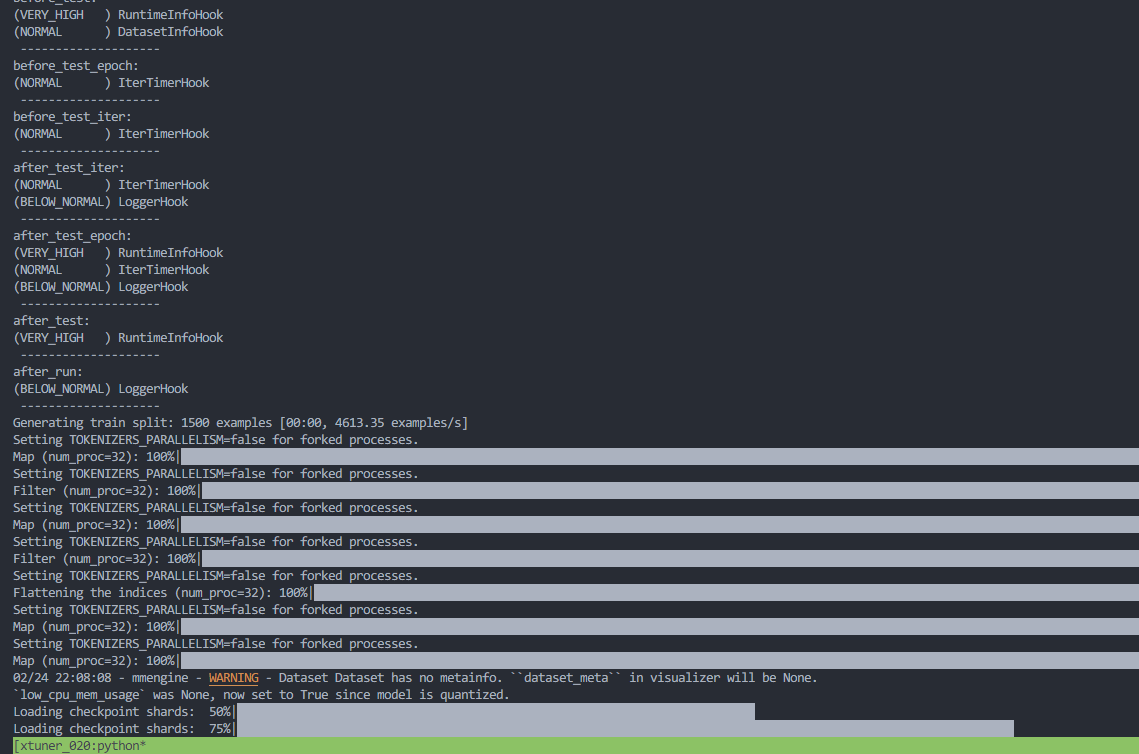 before_test:
(VERY_HIGH   ) RuntimeInfoHook
(NORMAL      ) DatasetInfoHook
 --------------------
before_test_epoch:
(NORMAL      ) IterTimerHook
 --------------------
before_test_iter:
(NORMAL      ) IterTimerHook
 --------------------
after_test_iter:
(NORMAL      ) IterTimerHook
(BELOW_NORMAL) LoggerHook
 --------------------
after_test_epoch:
(VERY_HIGH   ) RuntimeInfoHook
(NORMAL      ) IterTimerHook
(BELOW_NORMAL) LoggerHook
 --------------------
after_test:
(VERY_HIGH   ) RuntimeInfoHook
 --------------------
after_run:
(BELOW_NORMAL) LoggerHook
 --------------------
Generating train split: 1500 examples [00:00, 4613.35 examples/s]
Setting TOKENIZERS_PARALLELISM=false for forked processes.
Map (num_proc=32): 100%|
Setting TOKENIZERS_PARALLELISM=false for forked processes.
Filter (num_proc=32): 100%|
Setting TOKENIZERS_PARALLELISM=false for forked processes.
Map (num_proc=32): 100%|
Setting TOKENIZERS_PARALLELISM=false for forked processes.
Filter (num_proc=32): 100%|
Setting TOKENIZERS_PARALLELISM=false for forked processes.
Flattening the indices (num_proc=32): 100%|
Setting TOKENIZERS_PARALLELISM=false for forked processes.
Map (num_proc=32): 100%|
Setting TOKENIZERS_PARALLELISM=false for forked processes.
Map (num_proc=32): 100%|
02/24 22:08:08 - mmengine - WARNING - Dataset Dataset has no metainfo. ``dataset_meta`` in visualizer will be None.
`low_cpu_mem_usage` was None, now set to True since model is quantized.
Loading checkpoint shards:  50%|
Loading checkpoint shards:  75%|
[xtuner_020:python*